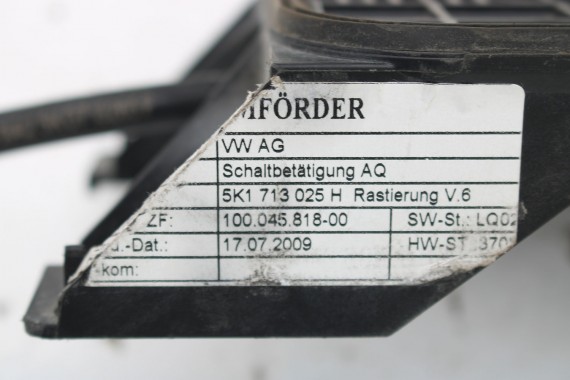 MFÖRDER
VW AG
Schaltbetätigung AQ
5K1 713 025 H Rastierung V.6
ZF: 100.045.818-00 SW-St.: LQ02
.-Dat.: 17.07.2009 HW-ST 370
kom: